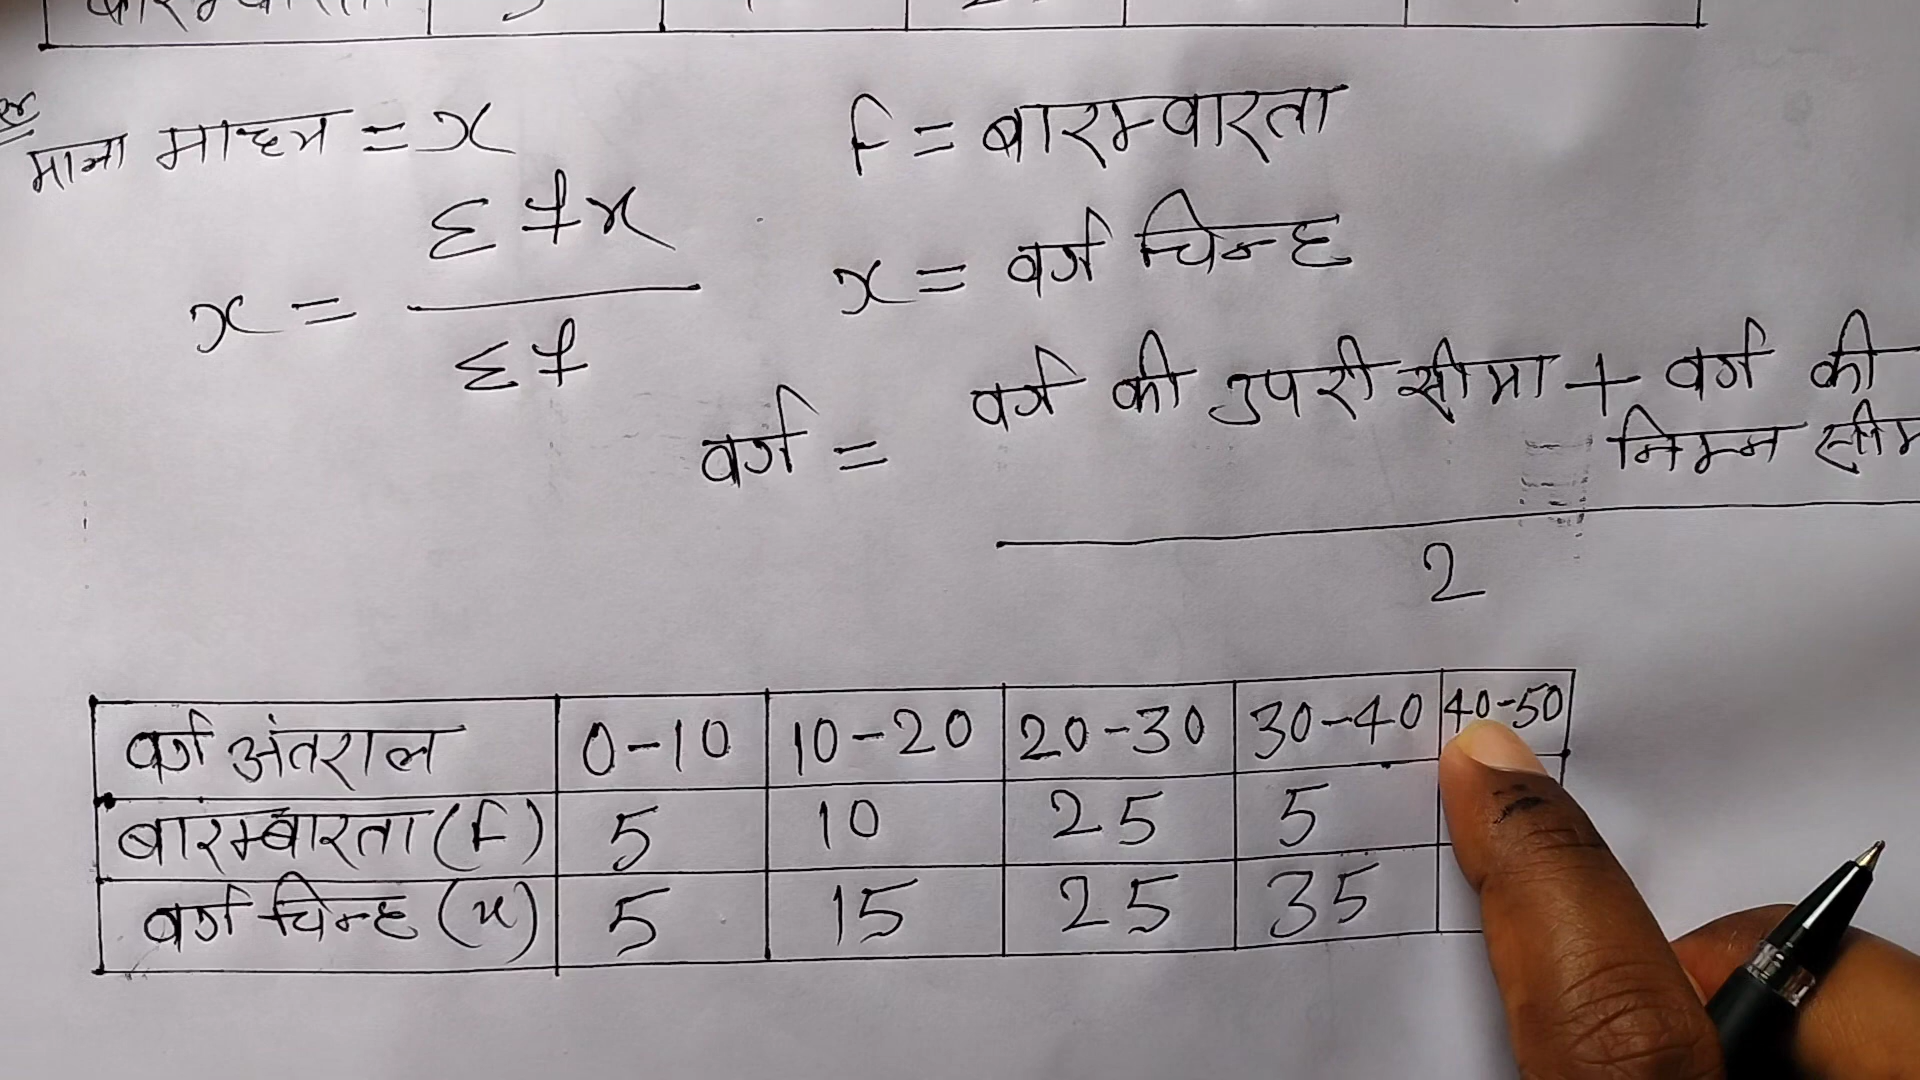 माना माध्य = x
f = बारम्बारता
x = Σfx / Σf
x = वर्ग चिन्ह
वर्ग = वर्ग की उपरी सीमा + वर्ग की निम्न
2
वर्ग अंतराल 0-10 10-20 20-30 30-40 40-50
बारम्बारता (f) 5 10 25 5
वर्ग चिन्ह (x) 5 15 25 35